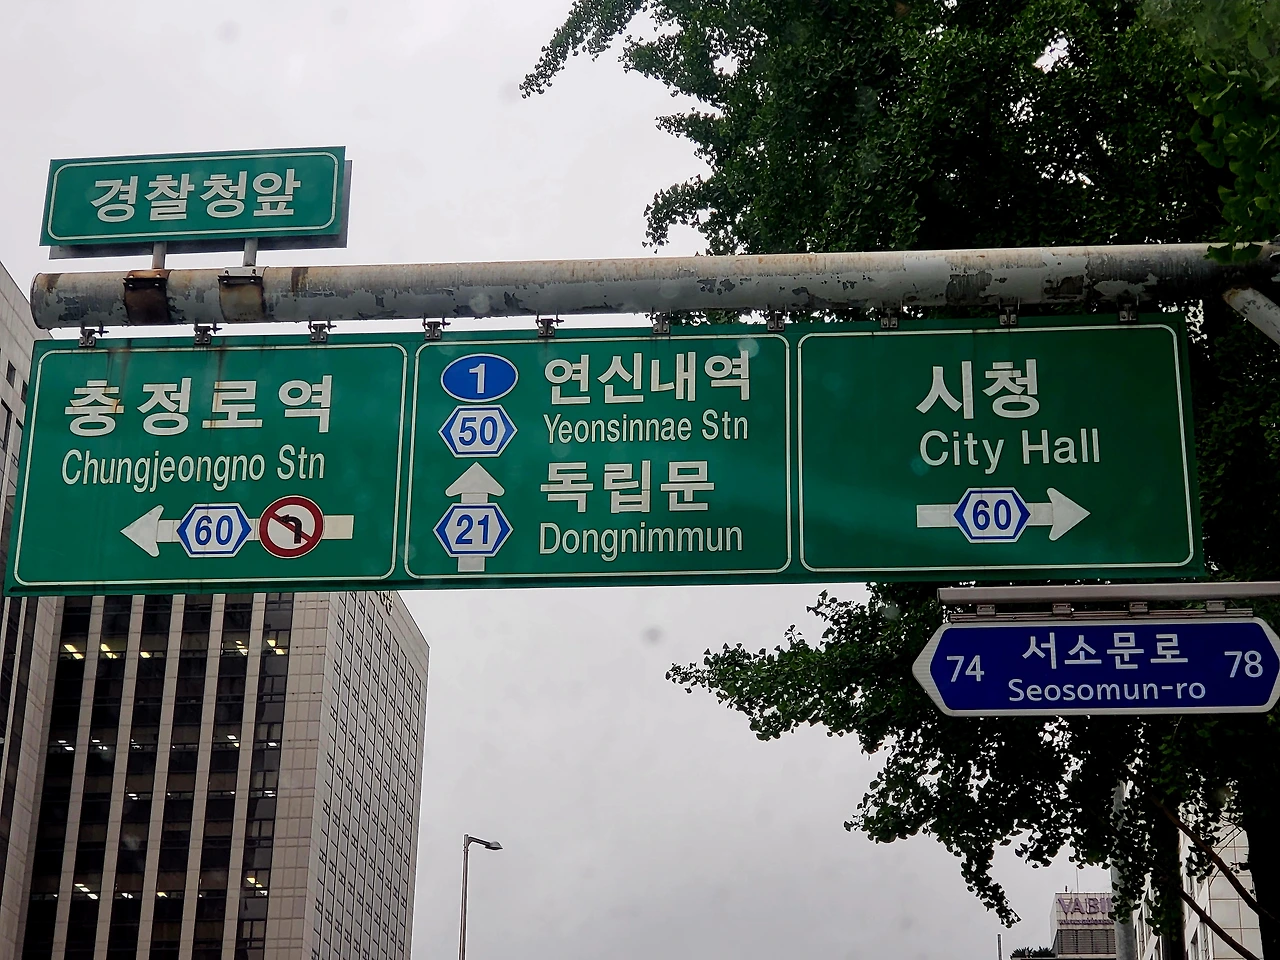 경찰청앞
충정로역
Chungjeongno Stn
60
1
연신내역
50
Yeonsinnae Stn
독립문
21
Dongnimmun
시청
City Hall
60
74
서소문로
Seosomun-ro
78